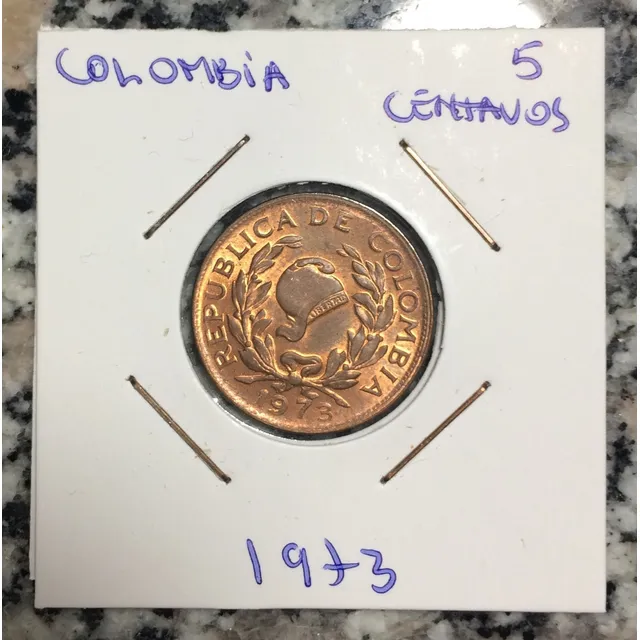 COLOMBiA
5
CENTAVOS
REPUBLICA DE COLOMBIA
LIBERTAD
1973
1973